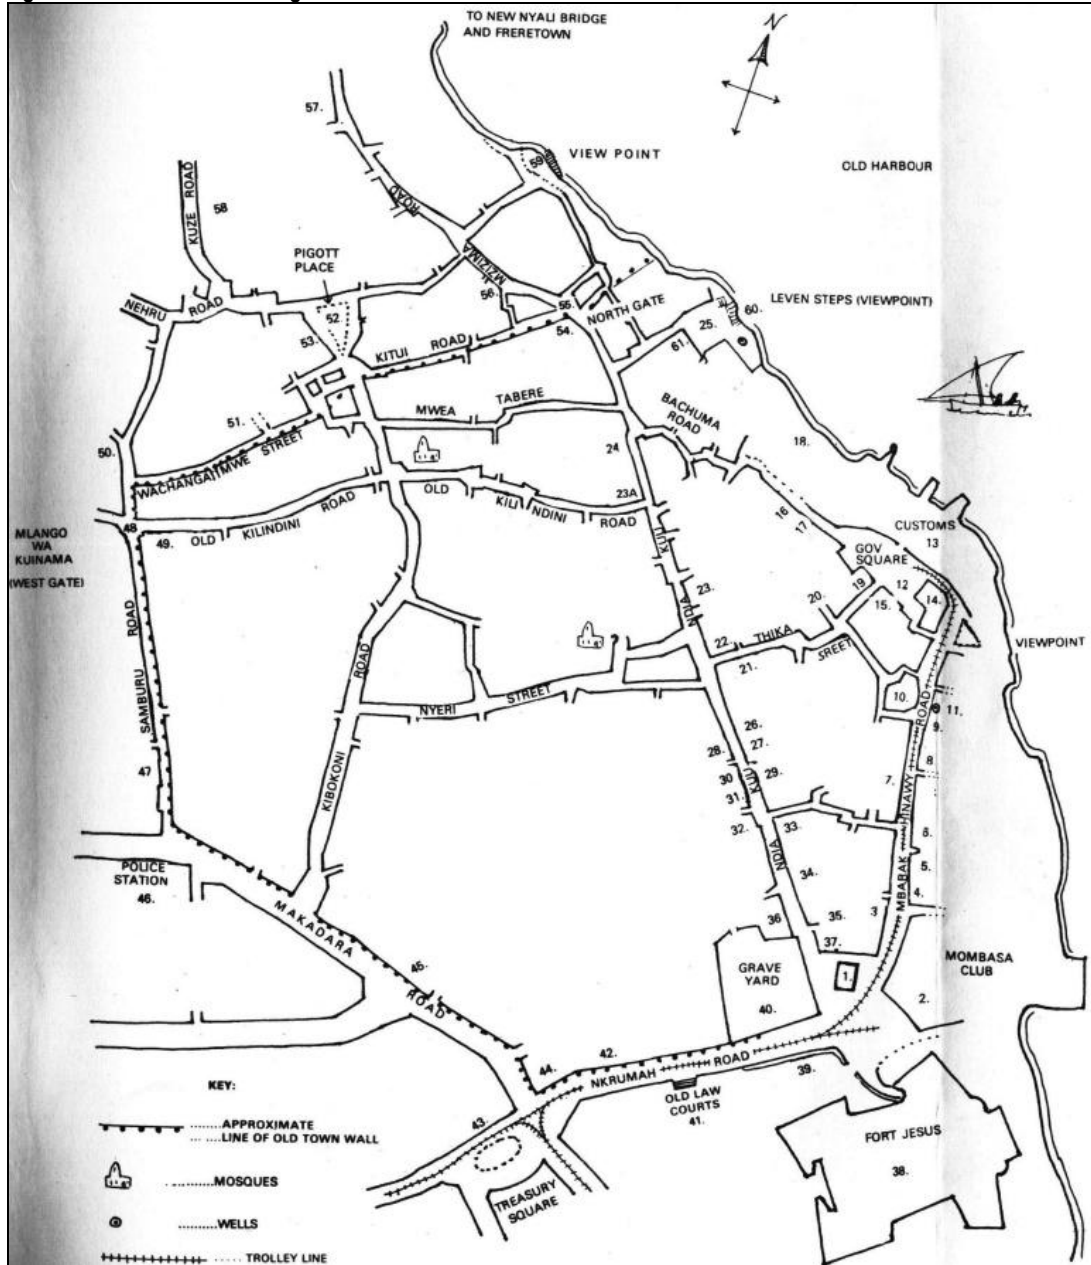 TO NEW NYALI BRIDGE
AND FRERETOWN
N
57.
59
VIEW POINT
OLD HARBOUR
KUZE ROAD
58
ROAD
PIGOTT
PLACE
MZIZIMA
56.
55.
NORTH GATE
LEVEN STEPS (VIEWPOINT)
60.
25.
NEHRU ROAD
52
53.
54.
61.
KITUI ROAD
MWEA TABERE
BACHUMA
ROAD
51.
50.
WACHANGAJIMWE STREET
24
18.
23A
OLD KILINDINI ROAD
16
17
CUSTOMS
13
48
49.
OLD KILINDINI ROAD
MLANGO
WA
KUINAMA
(WEST GATE)
GOV
SQUARE
12
14.
19
15.
20.
23.
KUU
NDIA
22.
THIKA
SREET
21.
VIEWPOINT
SAMBURU ROAD
NYERI STREET
10.
11.
9.
26
27.
28.
29.
30
31.
32.
33.
KUU
NDIA
7.
8
6.
5.
4.
3
MBARAK HINAWY ROAD
47
KIBOKONI ROAD
POLICE
STATION
46.
MAKADARA
ROAD
45.
34.
35.
36
37.
1.
2.
MOMBASA
CLUB
GRAVE
YARD
40.
42.
44.
NKRUMAH ROAD
39.
OLD LAW
COURTS
41.
43.
TREASURY
SQUARE
FORT JESUS
38.
KEY:
APPROXIMATE
LINE OF OLD TOWN WALL
MOSQUES
WELLS
TROLLEY LINE